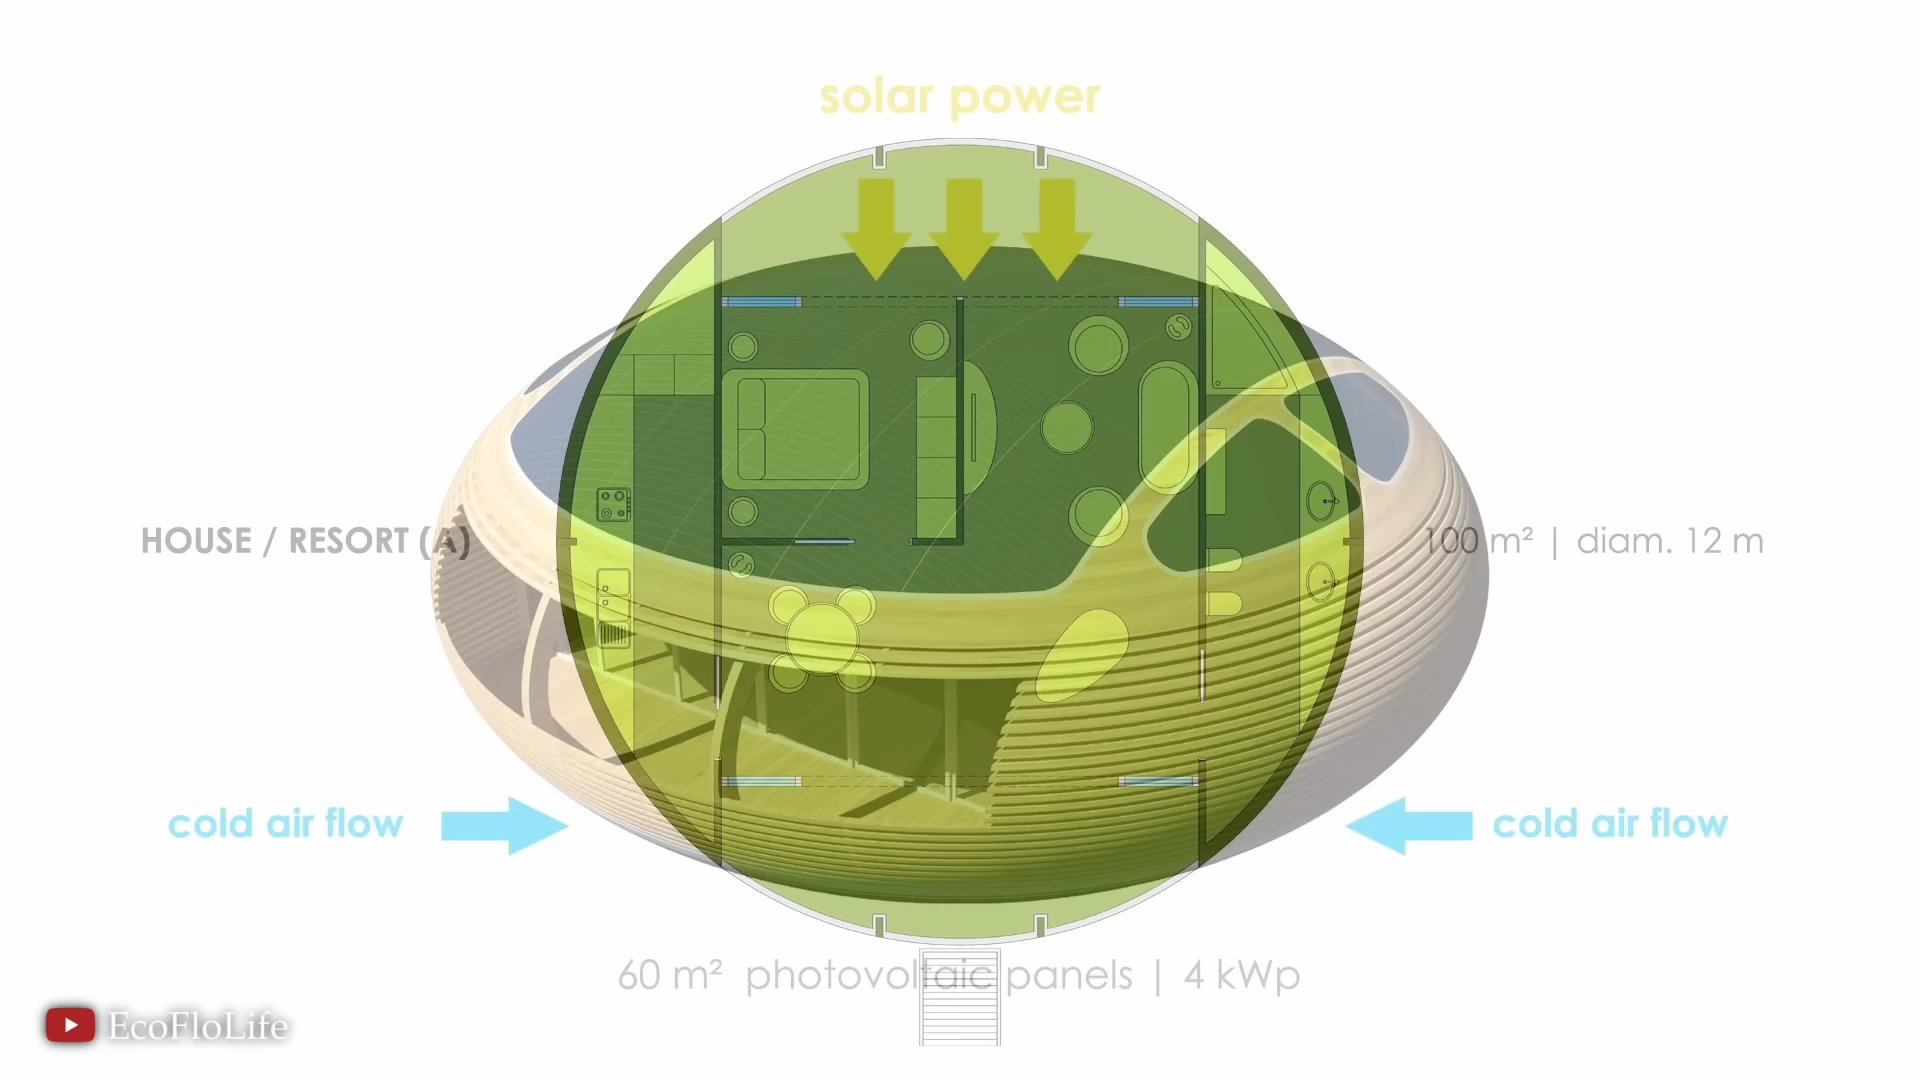 solar power
HOUSE / RESORT (A)
100 m² | diam. 12 m
cold air flow
cold air flow
60 m² photovoltaic panels | 4 kWp
EcoFloLife